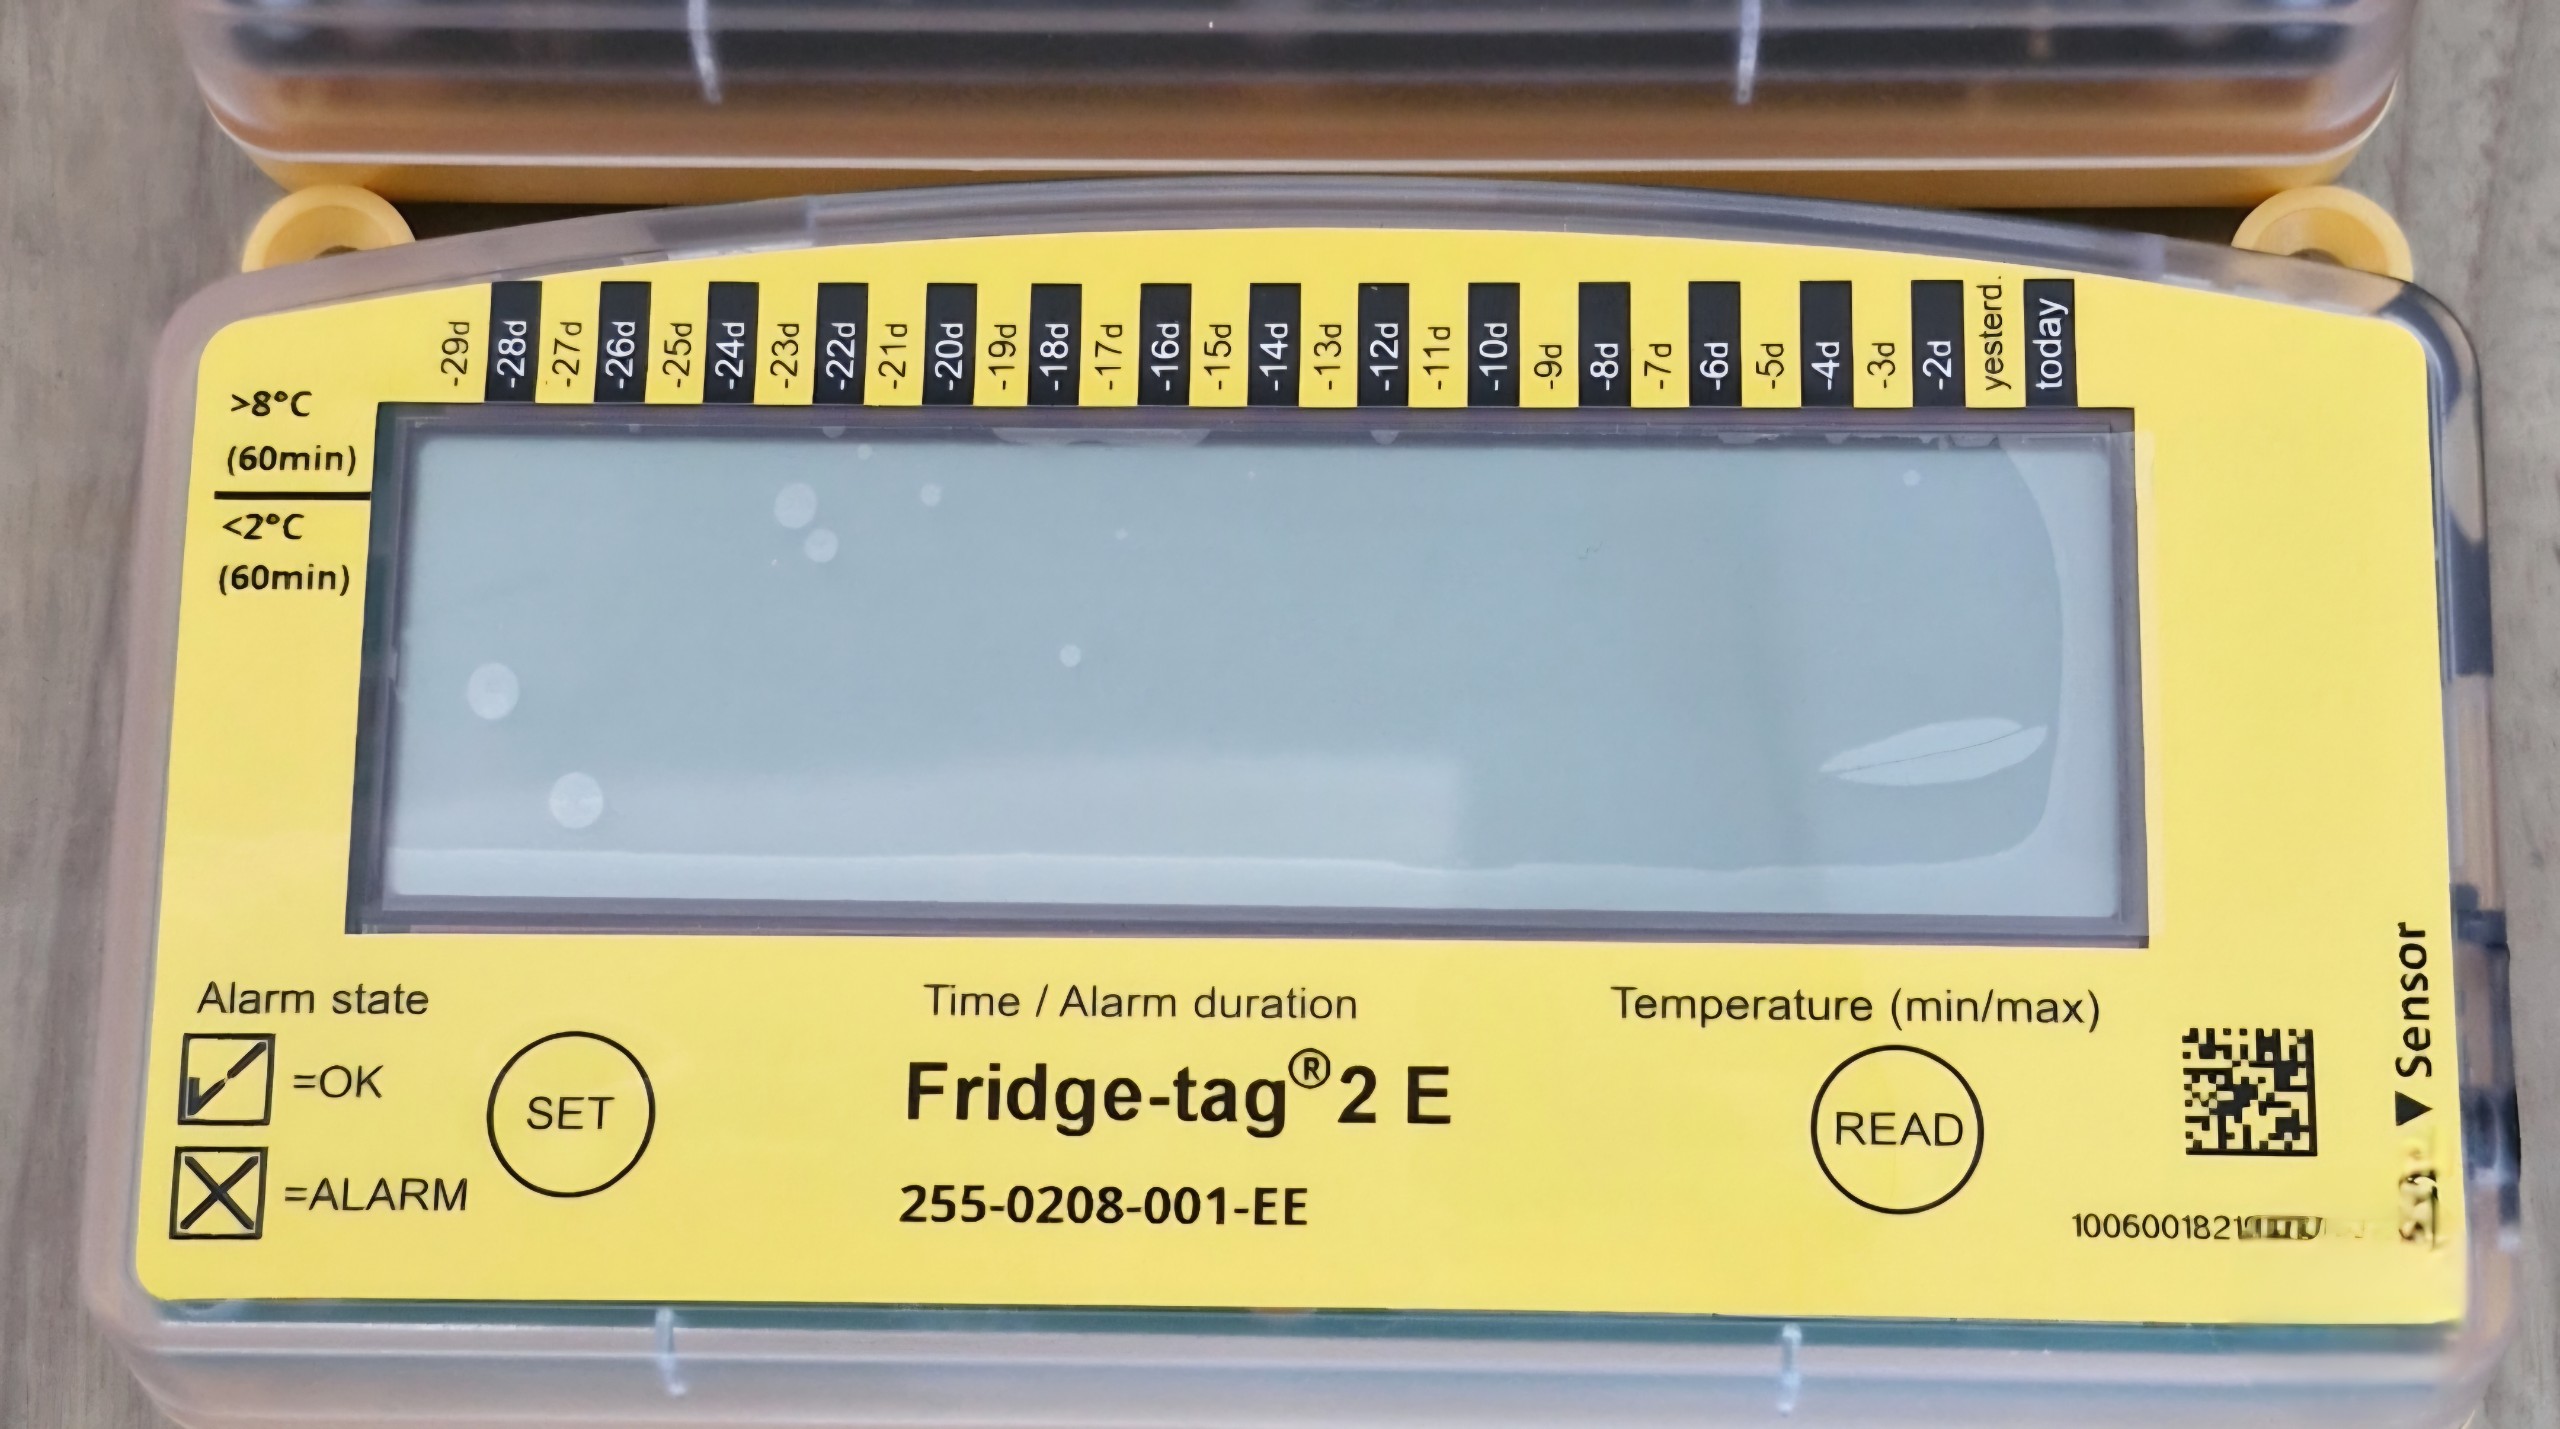 -29d -28d -27d -26d -25d -24d -23d -22d -21d -20d -19d -18d -17d -16d -15d -14d -13d -12d -11d -10d -9d -8d -7d -6d -5d -4d -3d -2d yesterd. today
>8°C
(60min)
<2°C
(60min)
Alarm state
=OK
=ALARM
SET
Time / Alarm duration
Fridge-tag® 2 E
255-0208-001-EE
Temperature (min/max)
READ
▼ Sensor